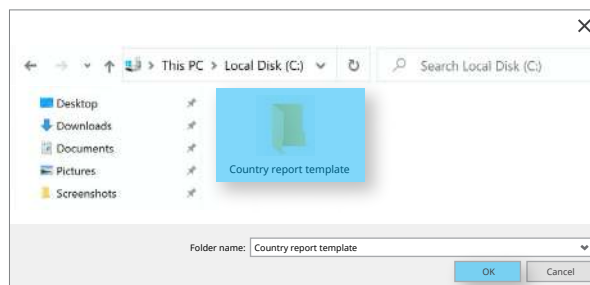 This PC > Local Disk (C:)
Search Local Disk (C:)
Desktop
Downloads
Documents
Pictures
Screenshots
Country report template
Folder name: Country report template
OK
Cancel